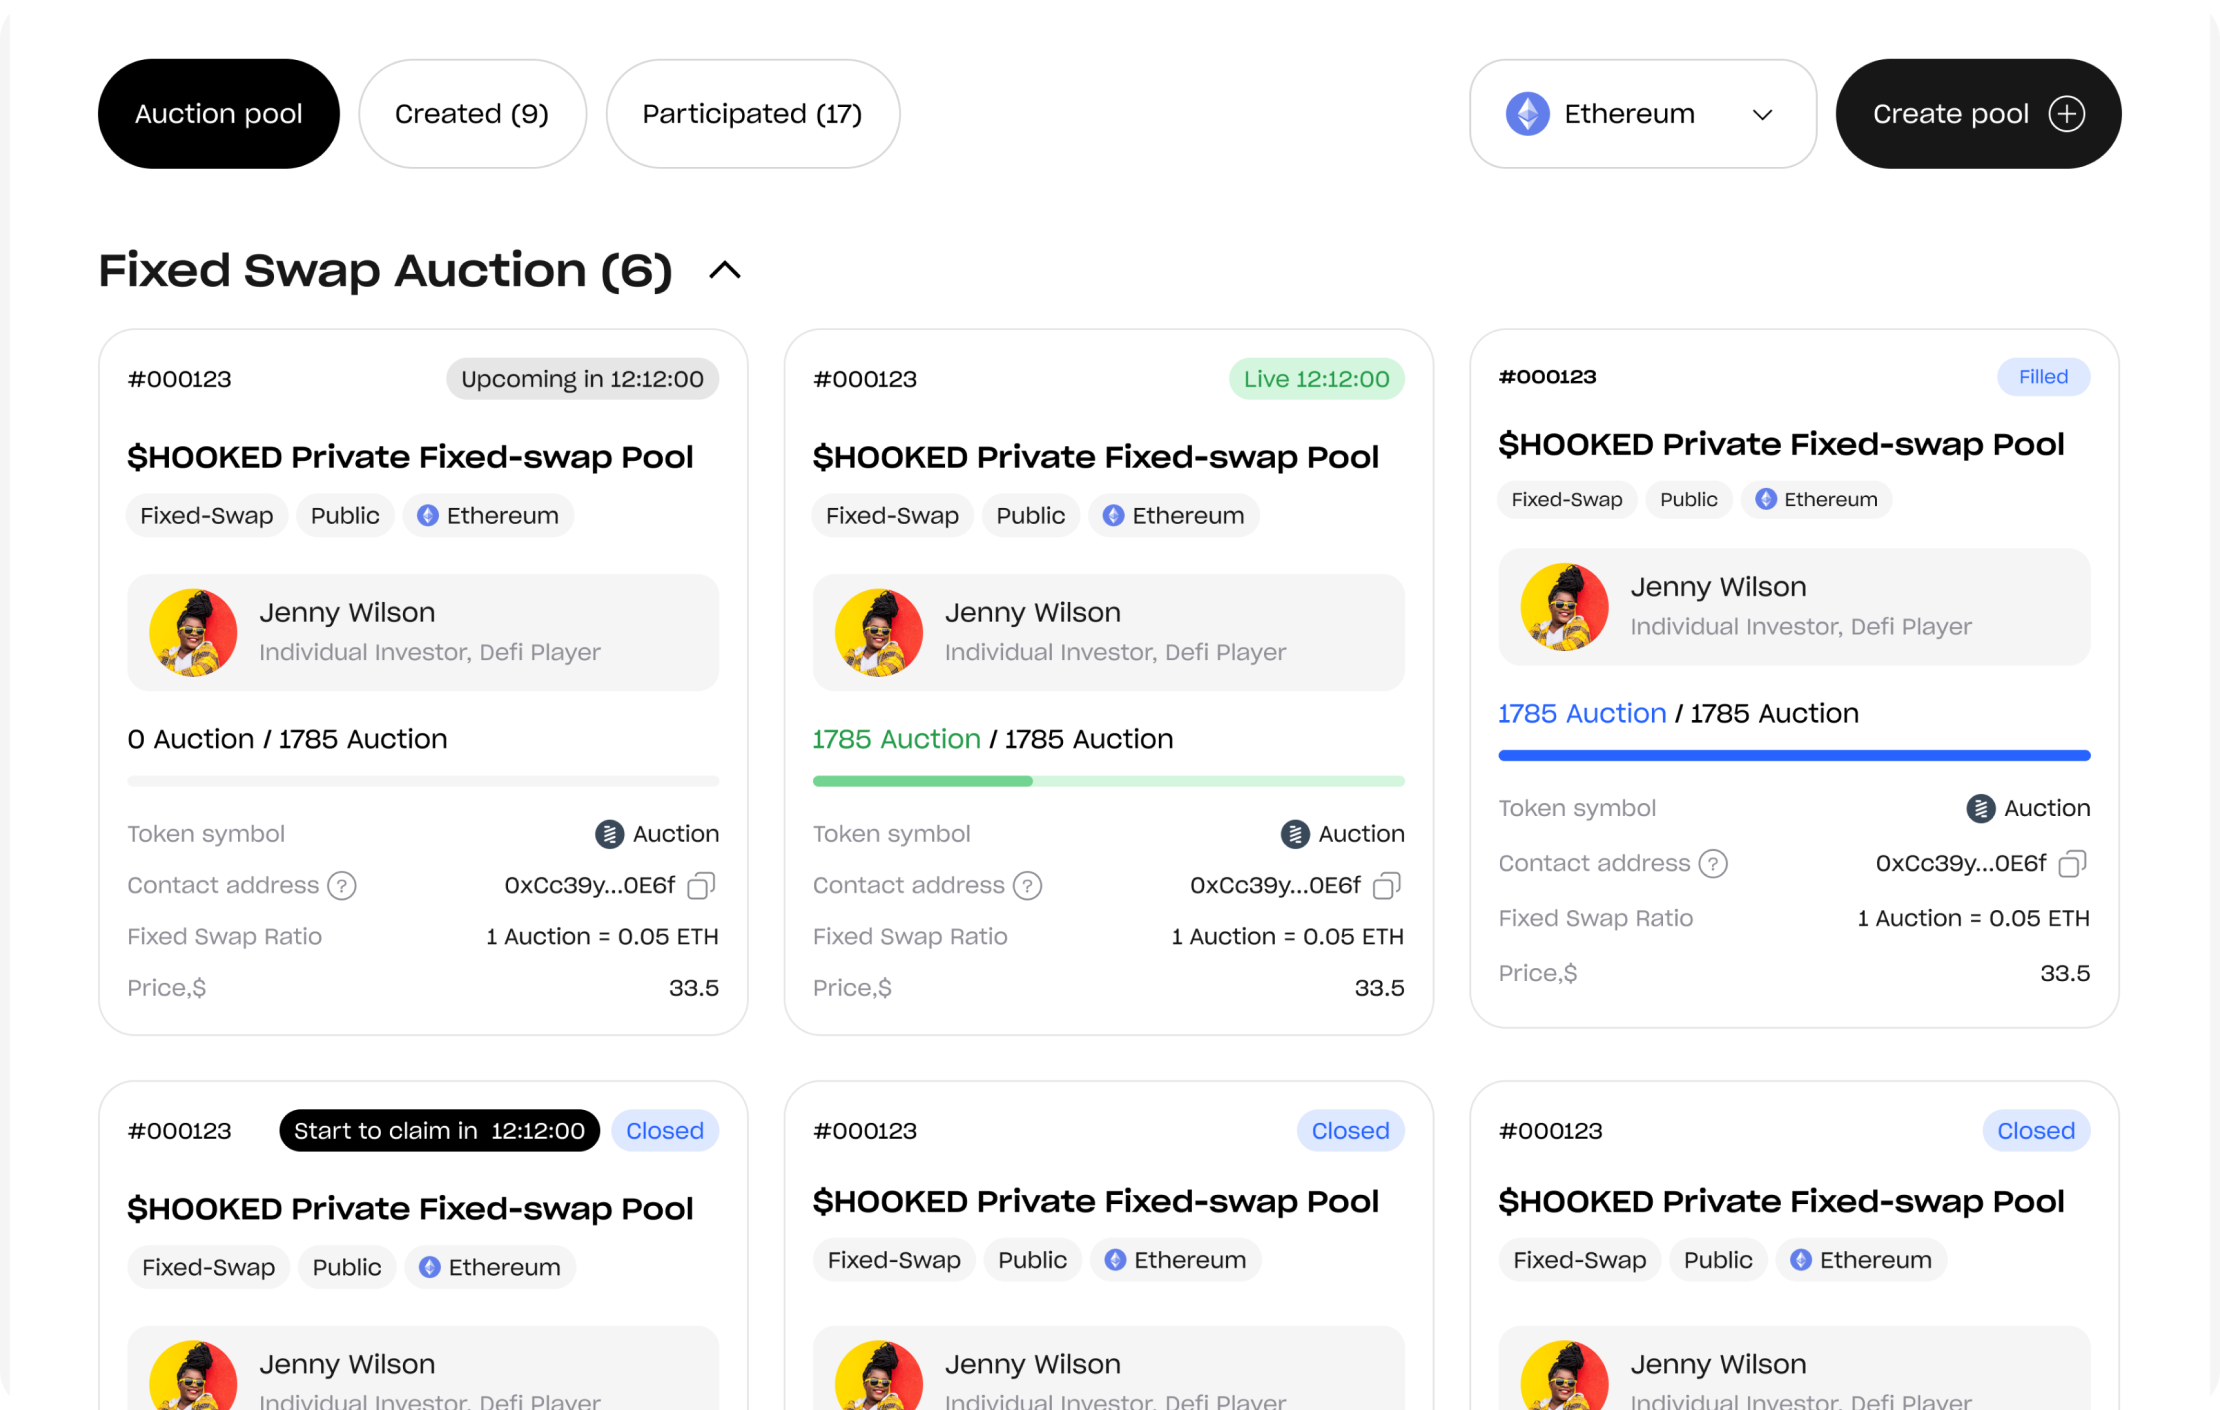 Auction pool
Created (9)
Participated (17)
Ethereum
Create pool
Fixed Swap Auction (6)
#000123
Upcoming in 12:12:00
$HOOKED Private Fixed-swap Pool
Fixed-Swap
Public
Ethereum
Jenny Wilson
Individual Investor, Defi Player
0 Auction / 1785 Auction
Token symbol
Auction
Contact address ?
0xCc39y...0E6f
Fixed Swap Ratio
1 Auction = 0.05 ETH
Price,$
33.5
#000123
Live 12:12:00
$HOOKED Private Fixed-swap Pool
Fixed-Swap
Public
Ethereum
Jenny Wilson
Individual Investor, Defi Player
1785 Auction / 1785 Auction
Token symbol
Auction
Contact address ?
0xCc39y...0E6f
Fixed Swap Ratio
1 Auction = 0.05 ETH
Price,$
33.5
#000123
Filled
$HOOKED Private Fixed-swap Pool
Fixed-Swap
Public
Ethereum
Jenny Wilson
Individual Investor, Defi Player
1785 Auction / 1785 Auction
Token symbol
Auction
Contact address ?
0xCc39y...0E6f
Fixed Swap Ratio
1 Auction = 0.05 ETH
Price,$
33.5
#000123
Start to claim in 12:12:00
Closed
$HOOKED Private Fixed-swap Pool
Fixed-Swap
Public
Ethereum
Jenny Wilson
Individual Investor, Defi Player
#000123
Closed
$HOOKED Private Fixed-swap Pool
Fixed-Swap
Public
Ethereum
Jenny Wilson
Individual Investor, Defi Player
#000123
Closed
$HOOKED Private Fixed-swap Pool
Fixed-Swap
Public
Ethereum
Jenny Wilson
Individual Investor, Defi Player